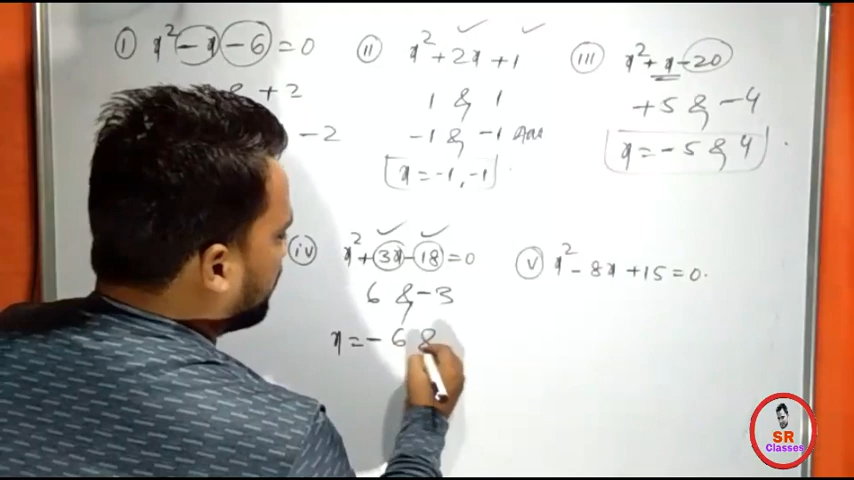 i x² - x - 6 = 0
& + 2
- 2
ii x² + 2x + 1
1 & 1
-1 & -1 Ans
x = -1, -1
iii x² + x - 20
+5 & -4
x = -5 & 4
iv x² + 3x - 18 = 0
6 & -3
x = -6 &
v x² - 8x + 15 = 0.
SR
Classes